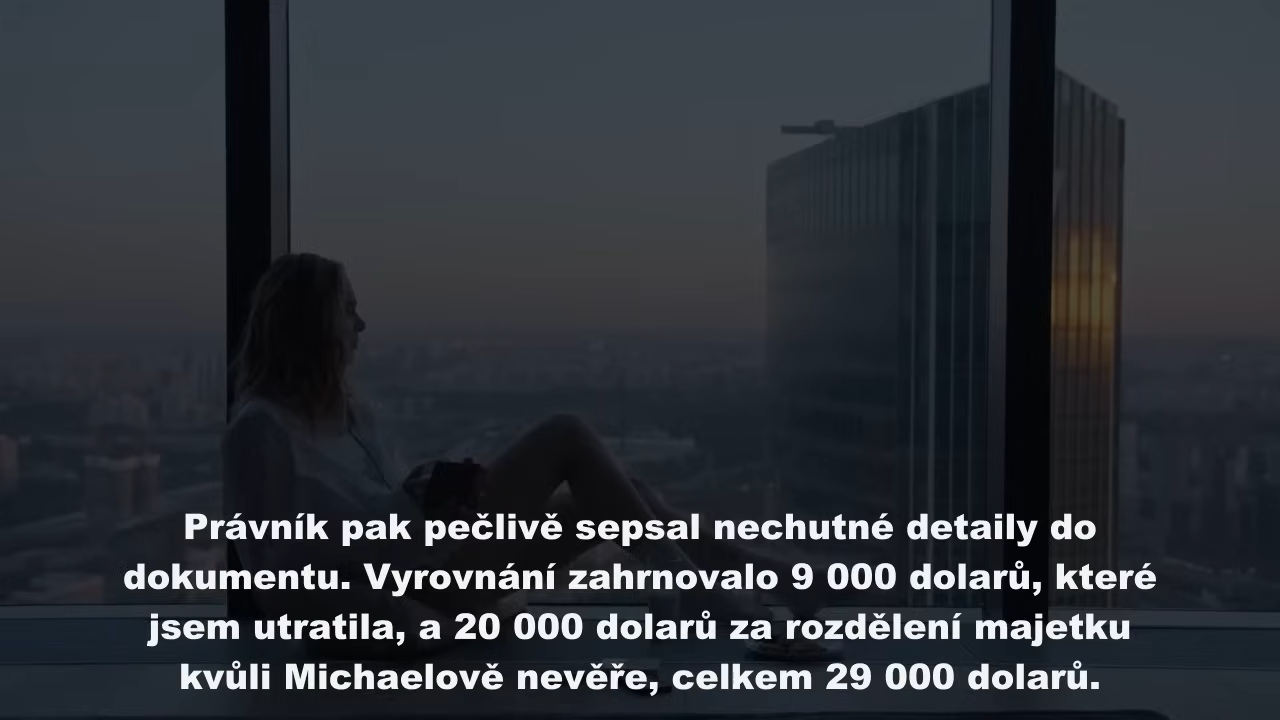 Právník pak pečlivě sepsal nechutné detaily do
dokumentu. Vyrovnání zahrnovalo 9 000 dolarů, které
jsem utratila, a 20 000 dolarů za rozdělení majetku
kvůli Michaelově nevěře, celkem 29 000 dolarů.